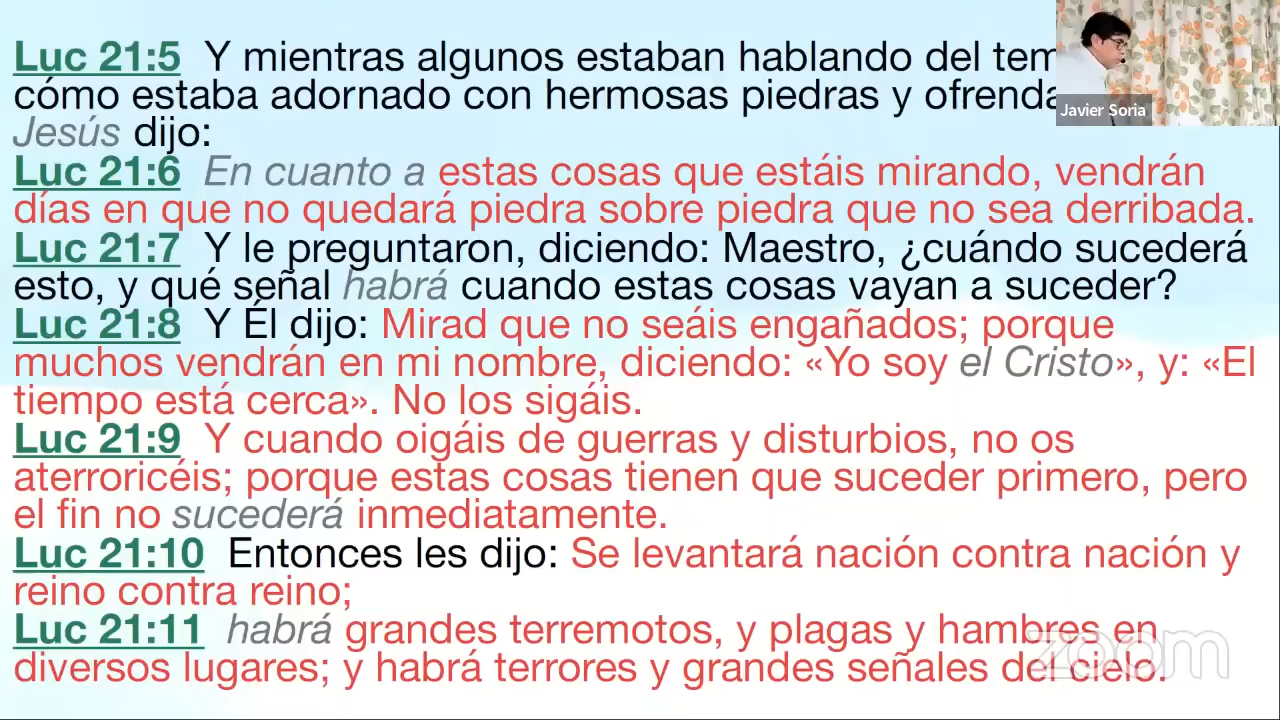 Luc 21:5 Y mientras algunos estaban hablando del
cómo estaba adornado con hermosas piedras y
Jesús dijo:
Luc 21:6 En cuanto a estas cosas que estáis mirando, vendrán
días en que no quedará piedra sobre piedra que no sea derribada.
Luc 21:7 Y le preguntaron, diciendo: Maestro, ¿cuándo sucederá
esto, y qué señal habrá cuando estas cosas vayan a suceder?
Luc 21:8 Y Él dijo: Mirad que no seáis engañados; porque
muchos vendrán en mi nombre, diciendo: «Yo soy el Cristo», y: «El
tiempo está cerca». No los sigáis.
Luc 21:9 Y cuando oigáis de guerras y disturbios, no os
aterroricéis; porque estas cosas tienen que suceder primero, pero
el fin no sucederá inmediatamente.
Luc 21:10 Entonces les dijo: Se levantará nación contra nación y
reino contra reino;
Luc 21:11 habrá grandes terremotos, y plagas y hambres en
diversos lugares; y habrá terrores y grandes señales del cielo.
Javier Soria
zoom